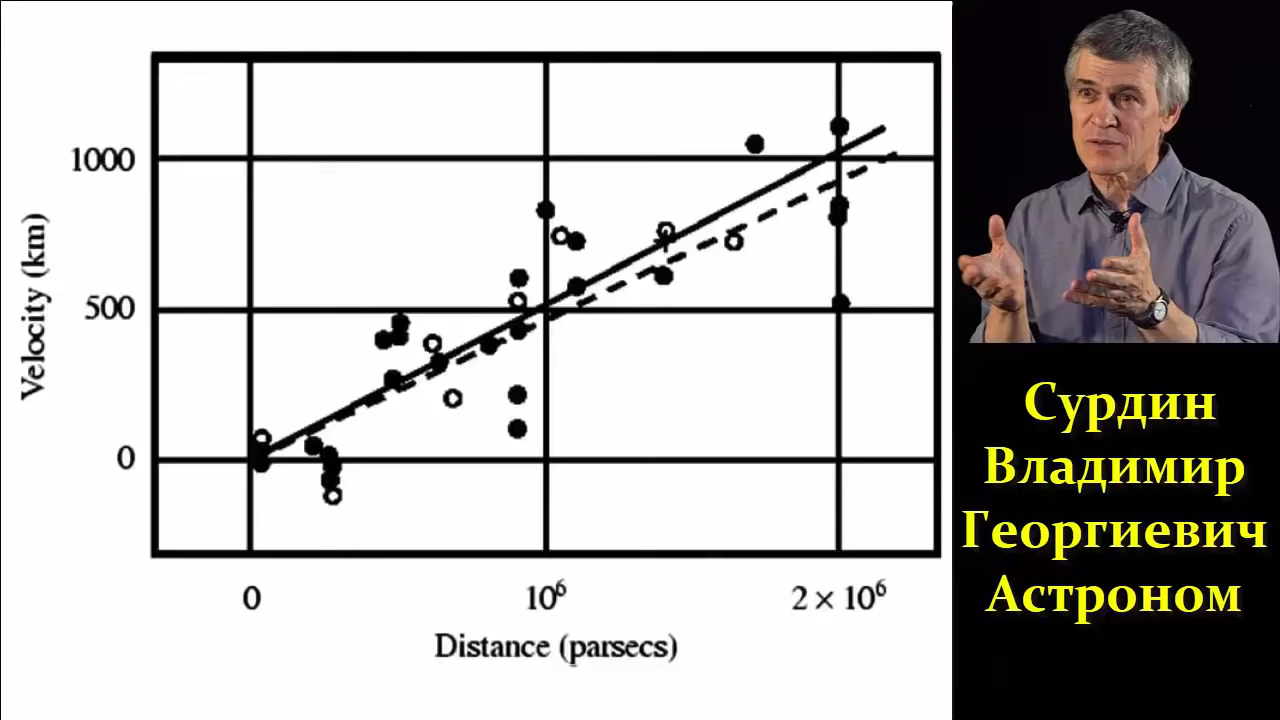 1000
500
0
Velocity (km)
0
10⁶
2 × 10⁶
Distance (parsecs)
Сурдин
Владимир
Георгиевич
Астроном